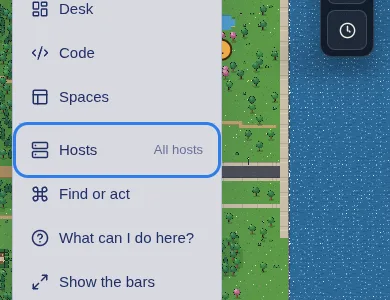 Desk
Code
Spaces
Hosts All hosts
Find or act
What can I do here?
Show the bars